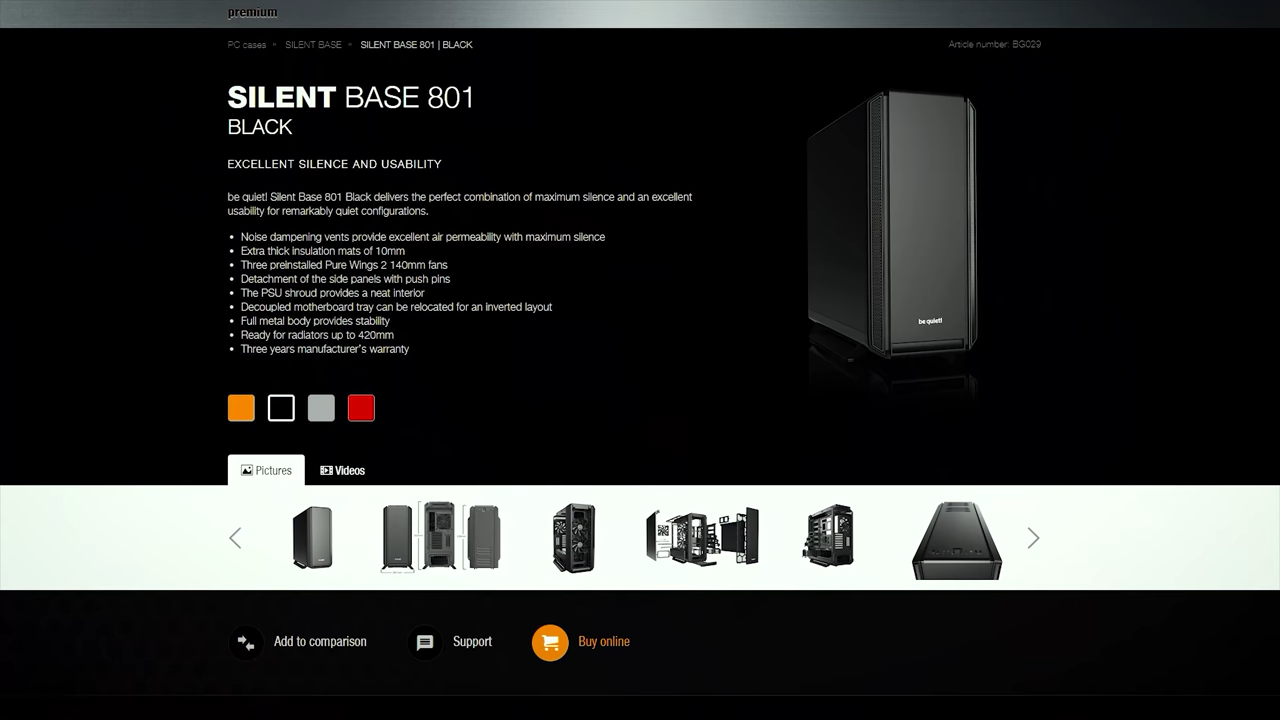 premium
PC cases » SILENT BASE » SILENT BASE 801 | BLACK
Article number: BG029
SILENT BASE 801
BLACK
EXCELLENT SILENCE AND USABILITY
be quiet! Silent Base 801 Black delivers the perfect combination of maximum silence and an excellent
usability for remarkably quiet configurations.
• Noise dampening vents provide excellent air permeability with maximum silence
• Extra thick insulation mats of 10mm
• Three preinstalled Pure Wings 2 140mm fans
• Detachment of the side panels with push pins
• The PSU shroud provides a neat interior
• Decoupled motherboard tray can be relocated for an inverted layout
• Full metal body provides stability
• Ready for radiators up to 420mm
• Three years manufacturer's warranty
be quiet!
Pictures
Videos
Add to comparison
Support
Buy online